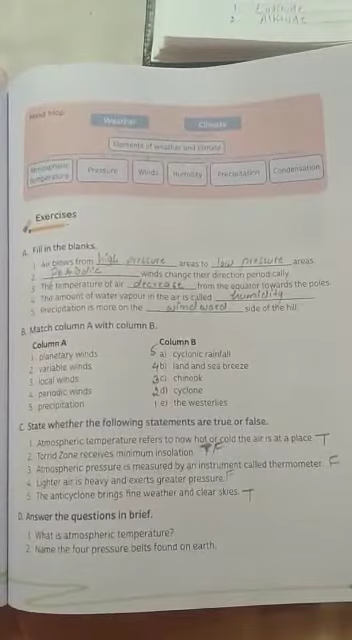 1. Latitude
2. Altitude
Mind Map
Weather
Climate
Elements of weather and climate
Atmospheric temperature
Pressure
Winds
Humidity
Precipitation
Condensation
Exercises
A. Fill in the blanks.
1. Air blows from high pressure areas to low pressure areas.
2. Periodic winds change their direction periodically.
3. The temperature of air decrease from the equator towards the poles.
4. The amount of water vapour in the air is called humidity
5. Precipitation is more on the windward side of the hill.
B. Match column A with column B.
Column A Column B
1. planetary winds 5 a) cyclonic rainfall
2. variable winds 4 b) land and sea breeze
3. local winds 3 c) chinook
4. periodic winds 2 d) cyclone
5. precipitation 1 e) the westerlies
C. State whether the following statements are true or false.
1. Atmospheric temperature refers to how hot or cold the air is at a place. T
2. Torrid Zone receives minimum insolation. F
3. Atmospheric pressure is measured by an instrument called thermometer. F
4. Lighter air is heavy and exerts greater pressure. F
5. The anticyclone brings fine weather and clear skies. T
D. Answer the questions in brief.
1. What is atmospheric temperature?
2. Name the four pressure belts found on earth.